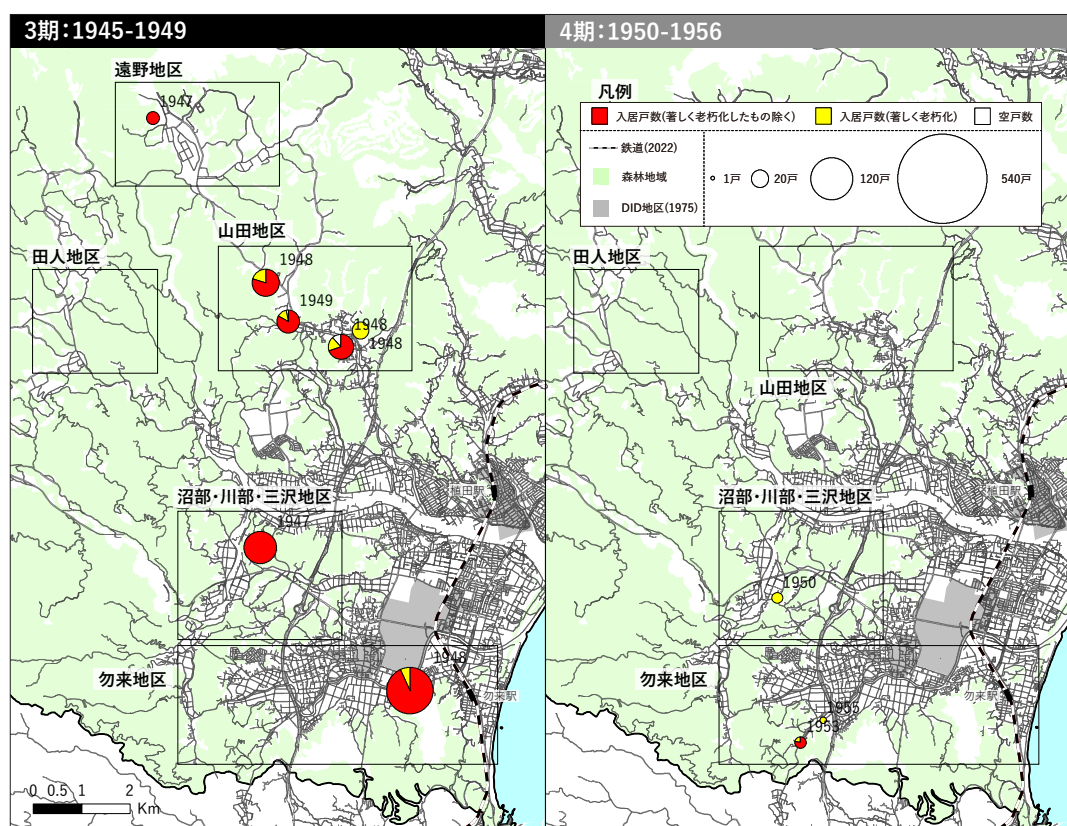 3期：1945-1949
遠野地区
1947
山田地区
1948
1949
1948
1948
田人地区
沼部・川部・三沢地区
1947
植田駅
勿来地区
勿来駅
0 0.5 1 2
Km
4期：1950-1956
凡例
入居戸数(著しく老朽化したもの除く)
入居戸数(著しく老朽化)
空戸数
鉄道(2022)
森林地域
DID地区(1975)
1戸
20戸
120戸
540戸
田人地区
山田地区
沼部・川部・三沢地区
植田駅
1950
勿来地区
勿来駅
1955
1953